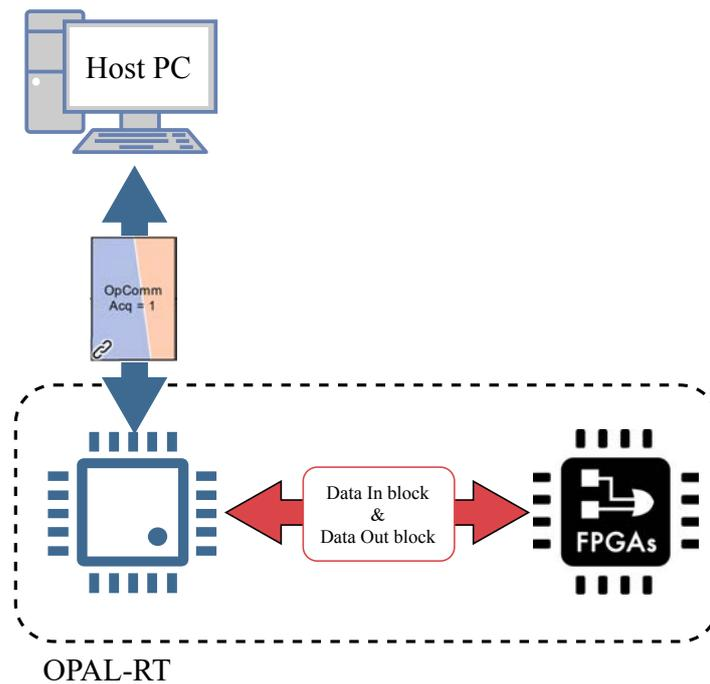 Host PC
OpComm
Acq = 1
Data In block
&
Data Out block
FPGAs
OPAL-RT